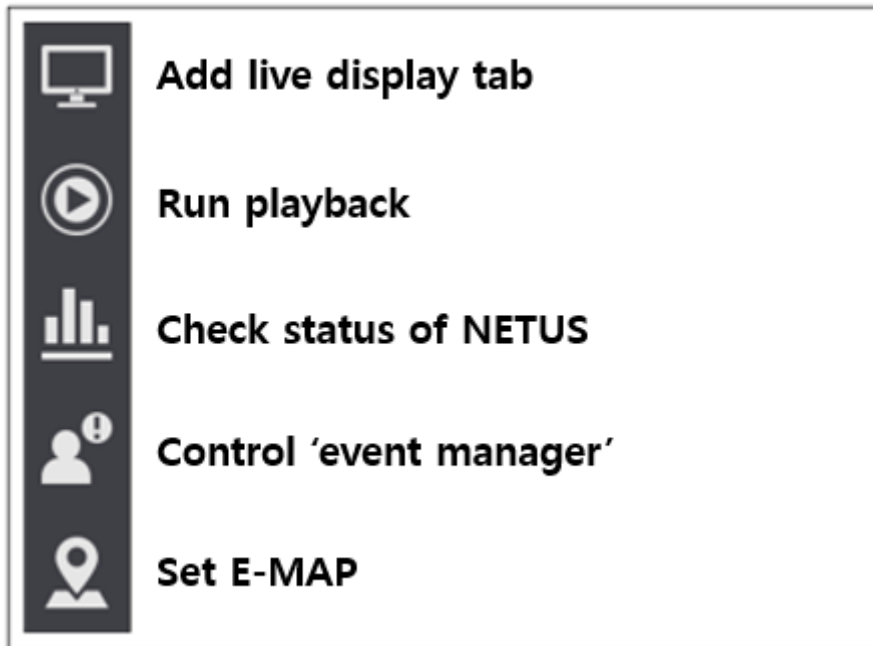 Add live display tab
Run playback
Check status of NETUS
Control ‘event manager’
Set E-MAP